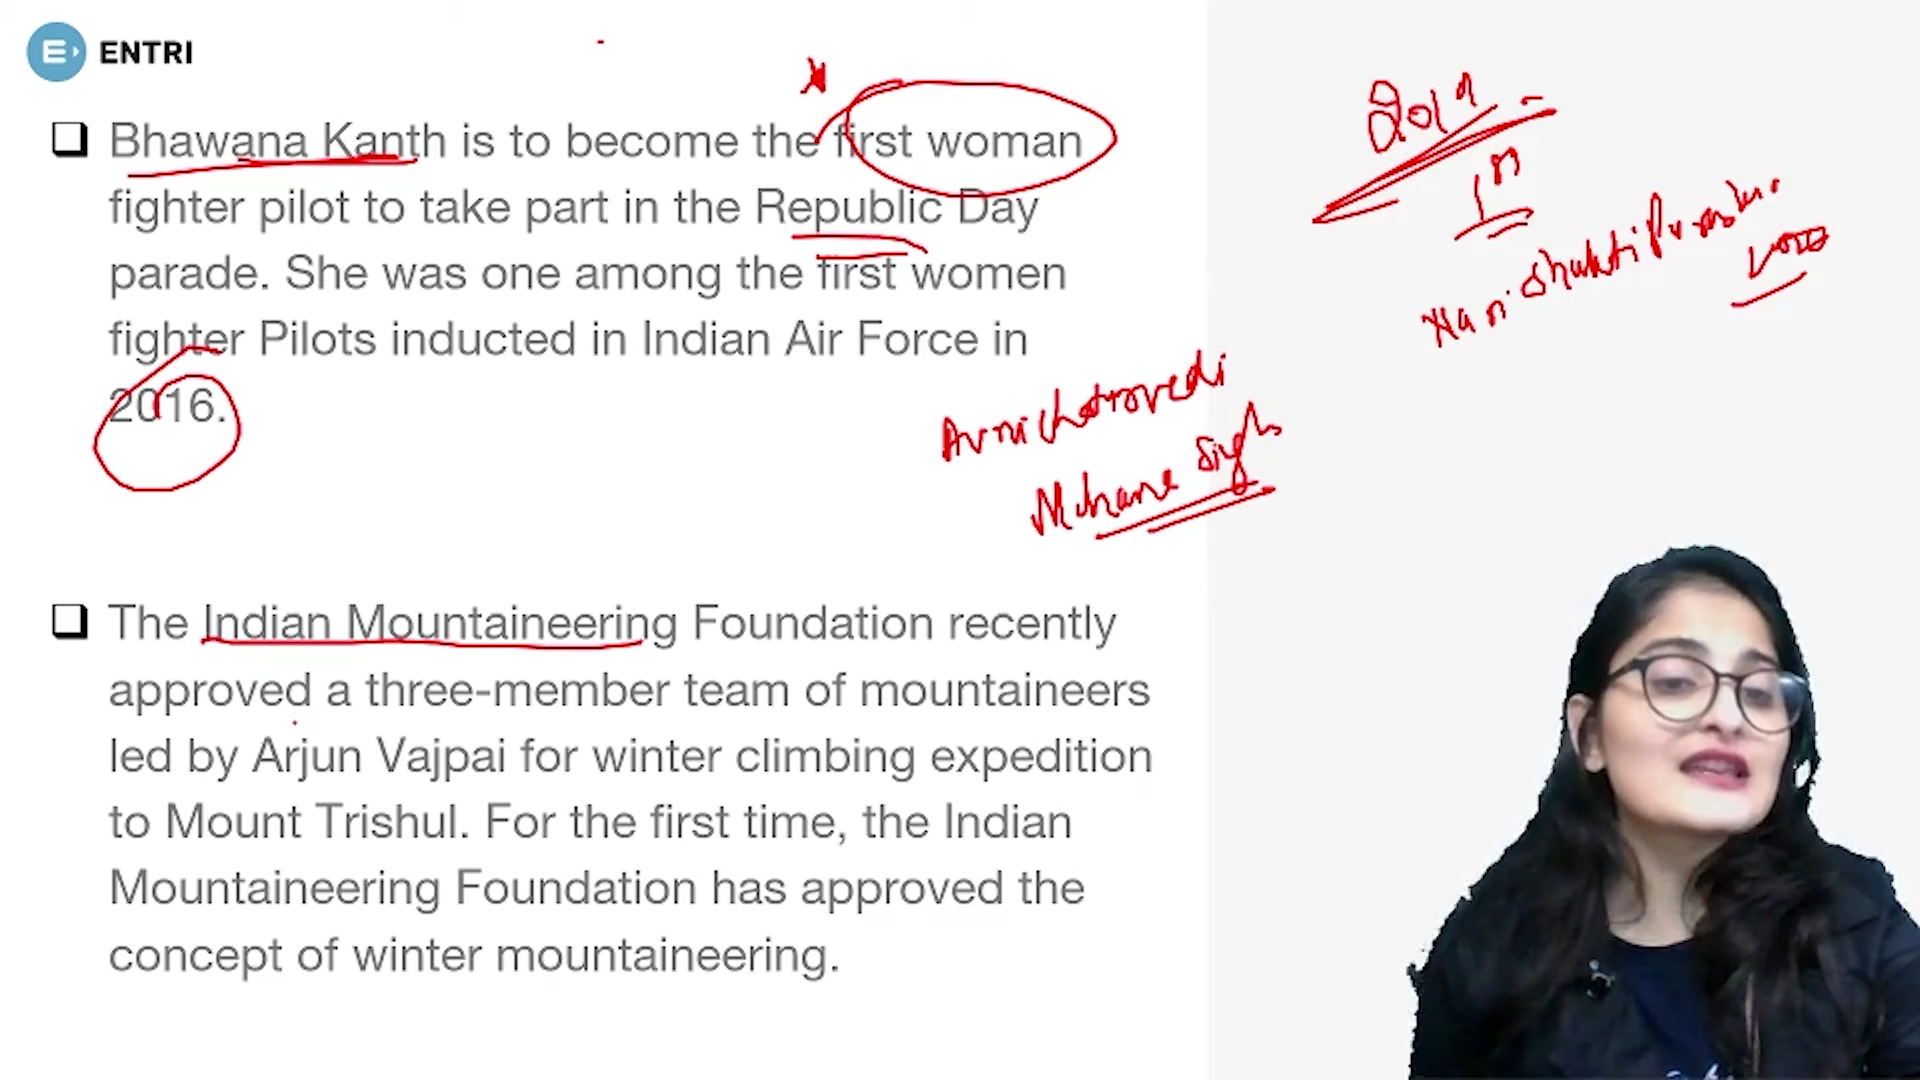 ENTRI
Bhawana Kanth is to become the first woman
fighter pilot to take part in the Republic Day
parade. She was one among the first women
fighter Pilots inducted in Indian Air Force in
2016.
2019
Mohana Singh
The Indian Mountaineering Foundation recently
approved a three-member team of mountaineers
led by Arjun Vajpai for winter climbing expedition
to Mount Trishul. For the first time, the Indian
Mountaineering Foundation has approved the
concept of winter mountaineering.